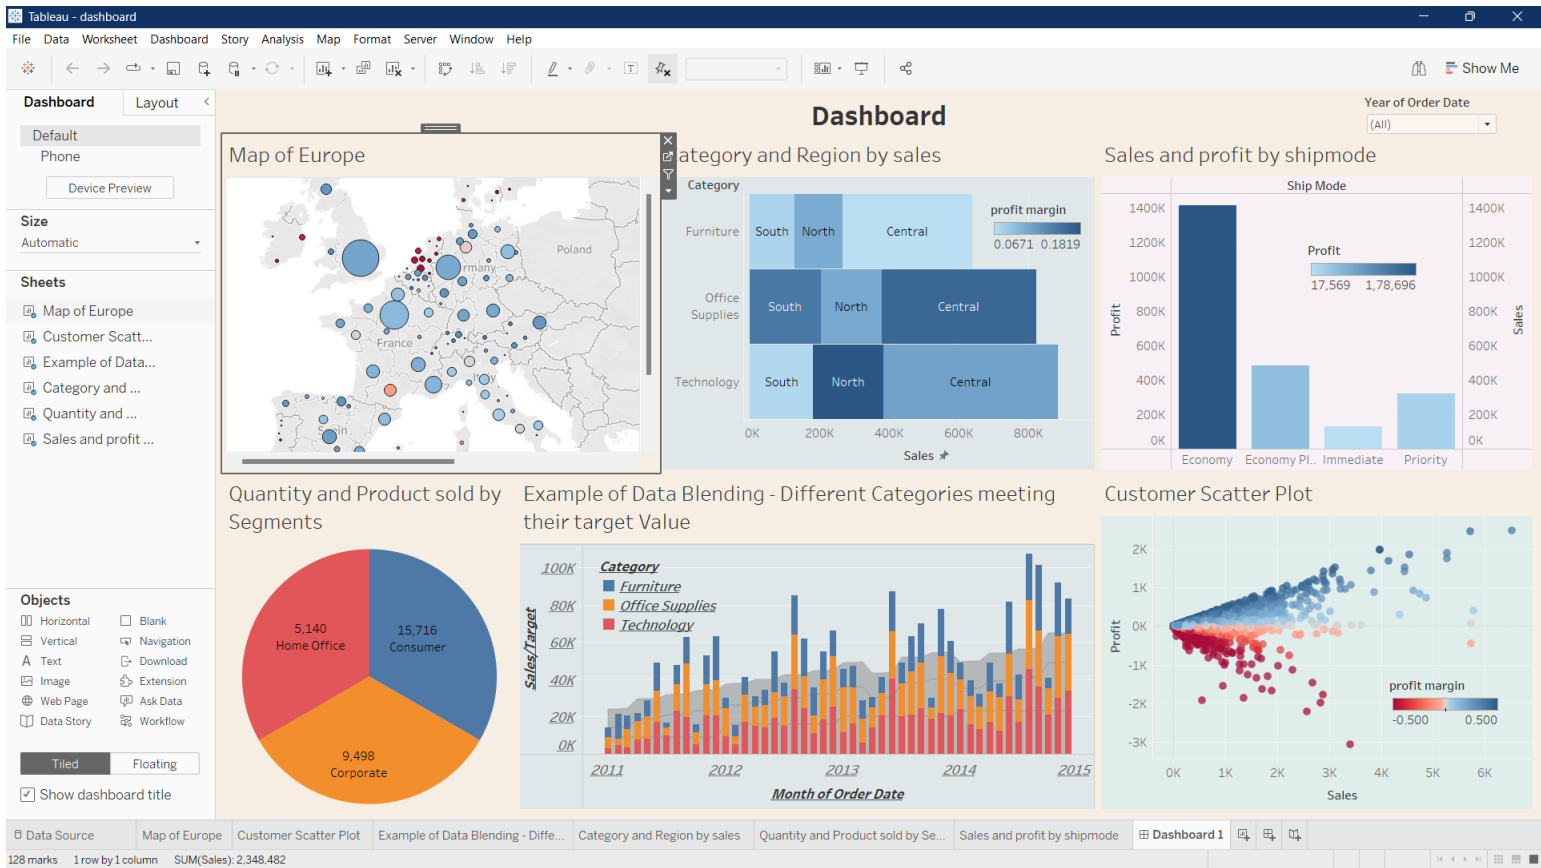 Tableau - dashboard
File Data Worksheet Dashboard Story Analysis Map Format Server Window Help
Show Me
Dashboard Layout
Default
Phone
Device Preview
Size
Automatic
Sheets
Map of Europe
Customer Scatt...
Example of Data...
Category and ...
Quantity and ...
Sales and profit ...
Objects
Horizontal Blank
Vertical Navigation
Text Download
Image Extension
Web Page Ask Data
Data Story Workflow
Tiled Floating
Show dashboard title
Dashboard
Year of Order Date
(All)
Map of Europe
Poland
France
ategory and Region by sales
Category
Furniture South North Central
Office Supplies South North Central
Technology South North Central
profit margin
0.0671 0.1819
0K 200K 400K 600K 800K
Sales
Sales and profit by shipmode
Ship Mode
1400K 1400K
1200K 1200K
1000K 1000K
800K 800K
600K 600K
400K 400K
200K 200K
0K 0K
Profit
Sales
Profit
17,569 1,78,696
Economy Economy Pl.. Immediate Priority
Quantity and Product sold by
Segments
5,140
Home Office
15,716
Consumer
9,498
Corporate
Example of Data Blending - Different Categories meeting
their target Value
Category
Furniture
Office Supplies
Technology
100K
80K
60K
40K
20K
0K
Sales/Target
2011 2012 2013 2014 2015
Month of Order Date
Customer Scatter Plot
2K
1K
0K
-1K
-2K
-3K
Profit
profit margin
-0.500 0.500
0K 1K 2K 3K 4K 5K 6K
Sales
Data Source Map of Europe Customer Scatter Plot Example of Data Blending - Diffe... Category and Region by sales Quantity and Product sold by Se... Sales and profit by shipmode Dashboard 1
128 marks 1 row by 1 column SUM(Sales): 2,348,482